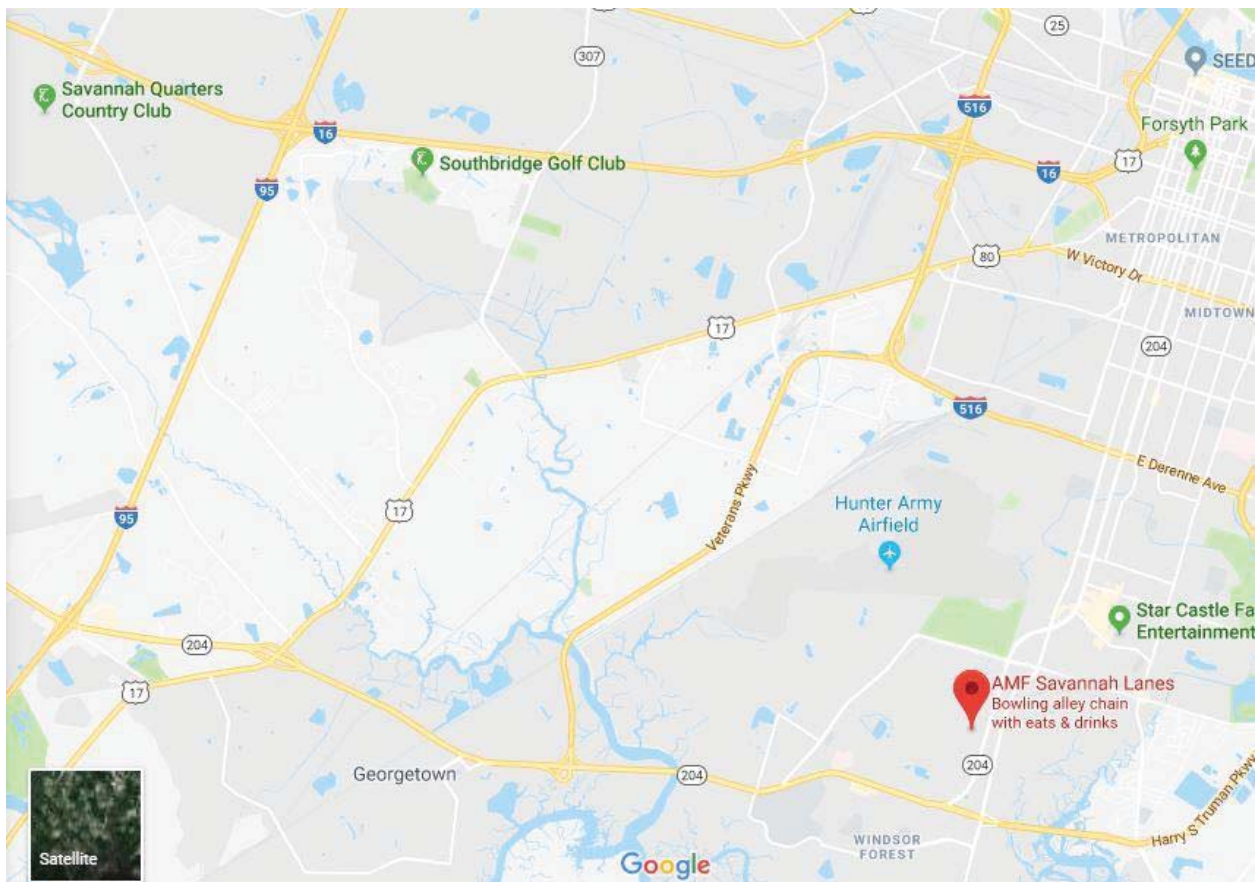 25
307
SEED
Savannah Quarters
Country Club
516
16
Forsyth Park
17
Southbridge Golf Club
16
95
METROPOLITAN
80
W Victory Dr
MIDTOWN
17
204
516
E Derenne Ave
Veterans Pkwy
17
95
Hunter Army
Airfield
Star Castle Fa
Entertainment
204
AMF Savannah Lanes
Bowling alley chain
with eats & drinks
17
Georgetown
204
204
Harry S Truman Pkwy
WINDSOR
FOREST
Satellite
Google